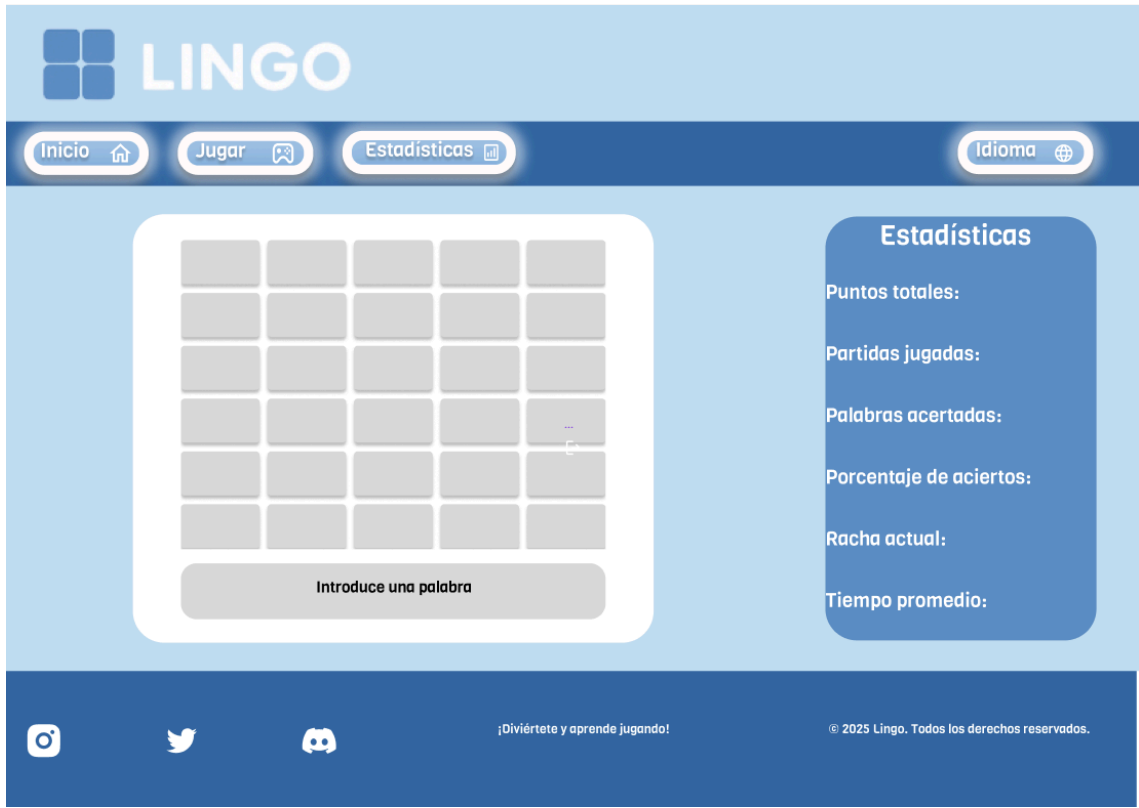 LINGO
Inicio
Jugar
Estadísticas
Idioma
Estadísticas
Puntos totales:
Partidas jugadas:
Palabras acertadas:
Porcentaje de aciertos:
Racha actual:
Tiempo promedio:
...
Introduce una palabra
¡Diviértete y aprende jugando!
© 2025 Lingo. Todos los derechos reservados.